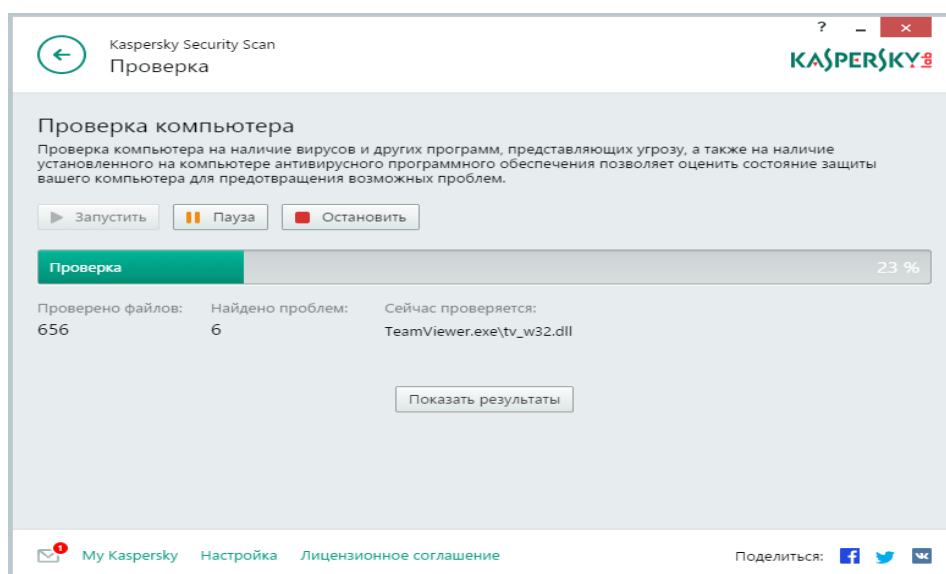 ? – ×
Kaspersky Security Scan
Проверка
KASPERSKY lab
Проверка компьютера
Проверка компьютера на наличие вирусов и других программ, представляющих угрозу, а также на наличие
установленного на компьютере антивирусного программного обеспечения позволяет оценить состояние защиты
вашего компьютера для предотвращения возможных проблем.
Запустить Пауза Остановить
Проверка 23 %
Проверено файлов: Найдено проблем: Сейчас проверяется:
656 6 TeamViewer.exe\tv_w32.dll
Показать результаты
1 My Kaspersky Настройка Лицензионное соглашение Поделиться: